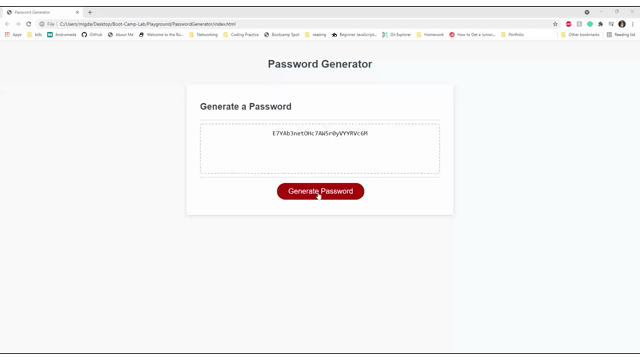 Password Generator
File | C:/Users/migda/Desktop/Boot-Camp-Lab/Playground/PasswordGenerator/index.html
Apps bills Andromeda GitHub About Me Welcome to the Ru... Networking Coding Practice Bootcamp Spot reading Beginner JavaScript... Git Explorer Homework How to Get a Junior... Portfolio Other bookmarks Reading list
Password Generator
Generate a Password
Generate Password